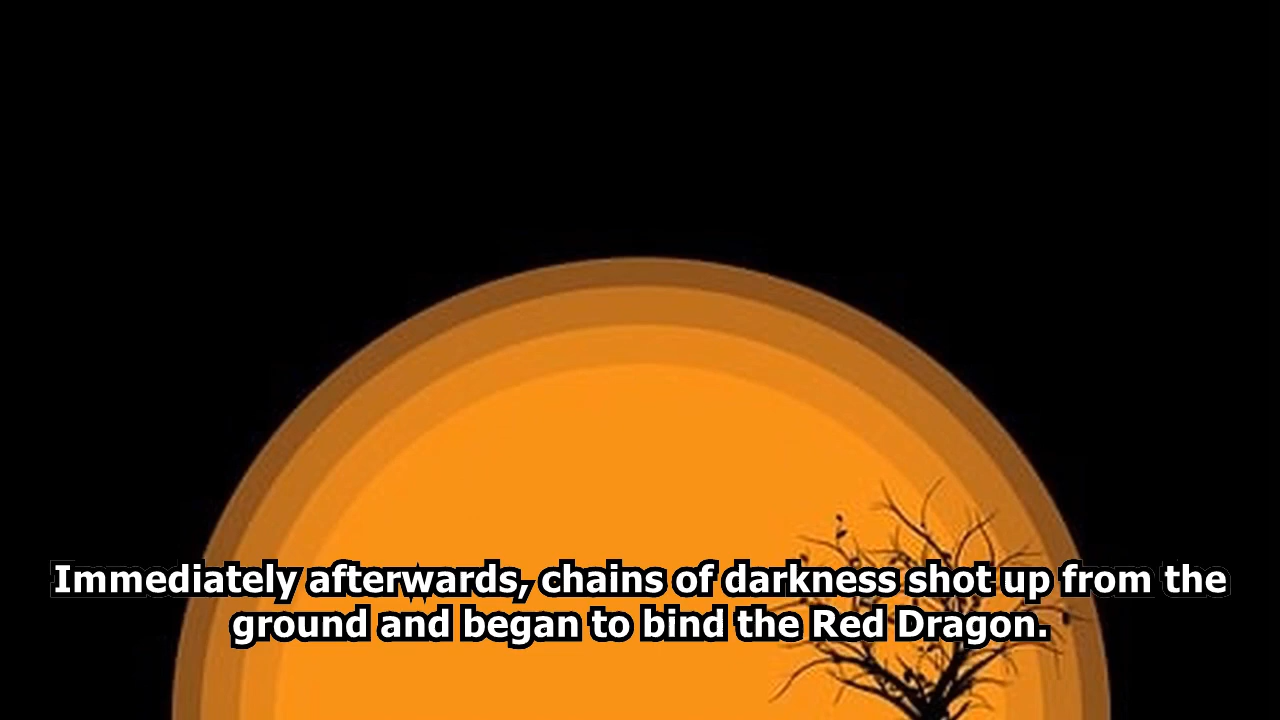 Immediately afterwards, chains of darkness shot up from the
ground and began to bind the Red Dragon.